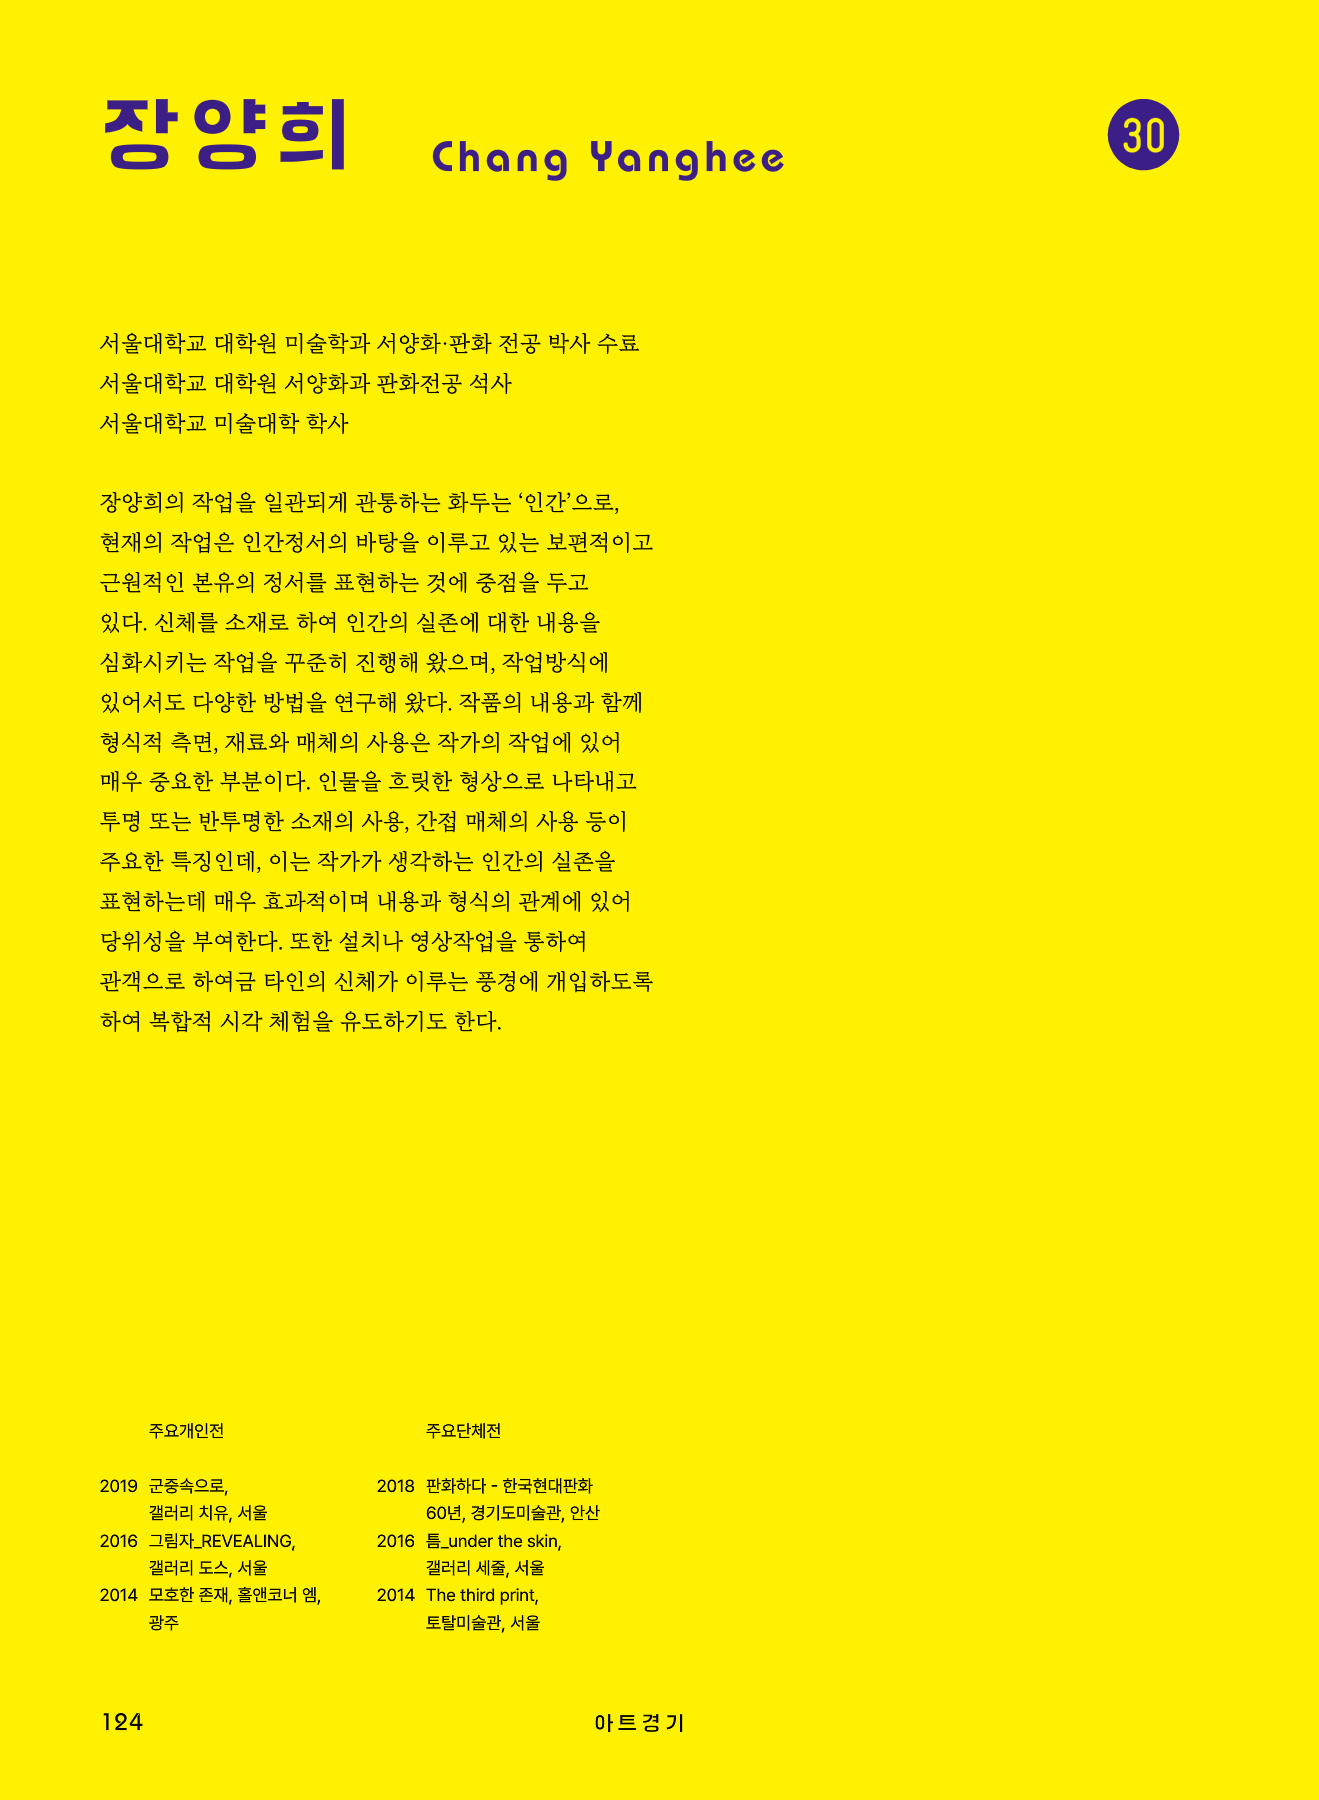 장양희 Chang Yanghee
30
서울대학교 대학원 미술학과 서양화·판화 전공 박사 수료
서울대학교 대학원 서양화과 판화전공 석사
서울대학교 미술대학 학사
장양희의 작업을 일관되게 관통하는 화두는 ‘인간’으로,
현재의 작업은 인간정서의 바탕을 이루고 있는 보편적이고
근원적인 본유의 정서를 표현하는 것에 중점을 두고
있다. 신체를 소재로 하여 인간의 실존에 대한 내용을
심화시키는 작업을 꾸준히 진행해 왔으며, 작업방식에
있어서도 다양한 방법을 연구해 왔다. 작품의 내용과 함께
형식적 측면, 재료와 매체의 사용은 작가의 작업에 있어
매우 중요한 부분이다. 인물을 흐릿한 형상으로 나타내고
투명 또는 반투명한 소재의 사용, 간접 매체의 사용 등이
주요한 특징인데, 이는 작가가 생각하는 인간의 실존을
표현하는데 매우 효과적이며 내용과 형식의 관계에 있어
당위성을 부여한다. 또한 설치나 영상작업을 통하여
관객으로 하여금 타인의 신체가 이루는 풍경에 개입하도록
하여 복합적 시각 체험을 유도하기도 한다.
주요개인전
2019 군중속으로,
갤러리 치유, 서울
2016 그림자_REVEALING,
갤러리 도스, 서울
2014 모호한 존재, 홀앤코너 엠,
광주
주요단체전
2018 판화하다 - 한국현대판화
60년, 경기도미술관, 안산
2016 틈_under the skin,
갤러리 세줄, 서울
2014 The third print,
토탈미술관, 서울
124
아트경기